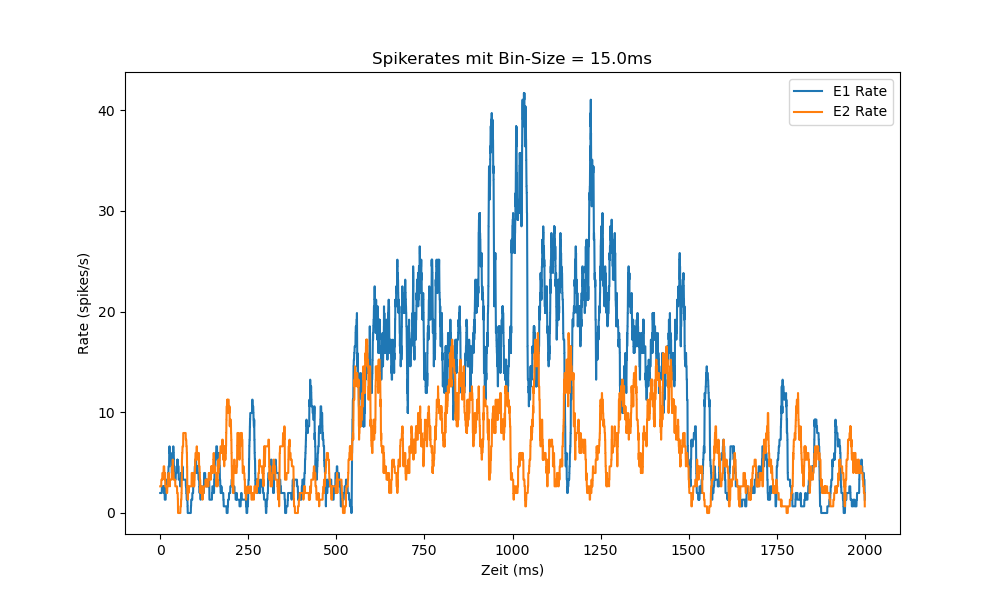 Spikerates mit Bin-Size = 15.0ms
E1 Rate
E2 Rate
40
30
20
10
0
Rate (spikes/s)
0 250 500 750 1000 1250 1500 1750 2000
Zeit (ms)